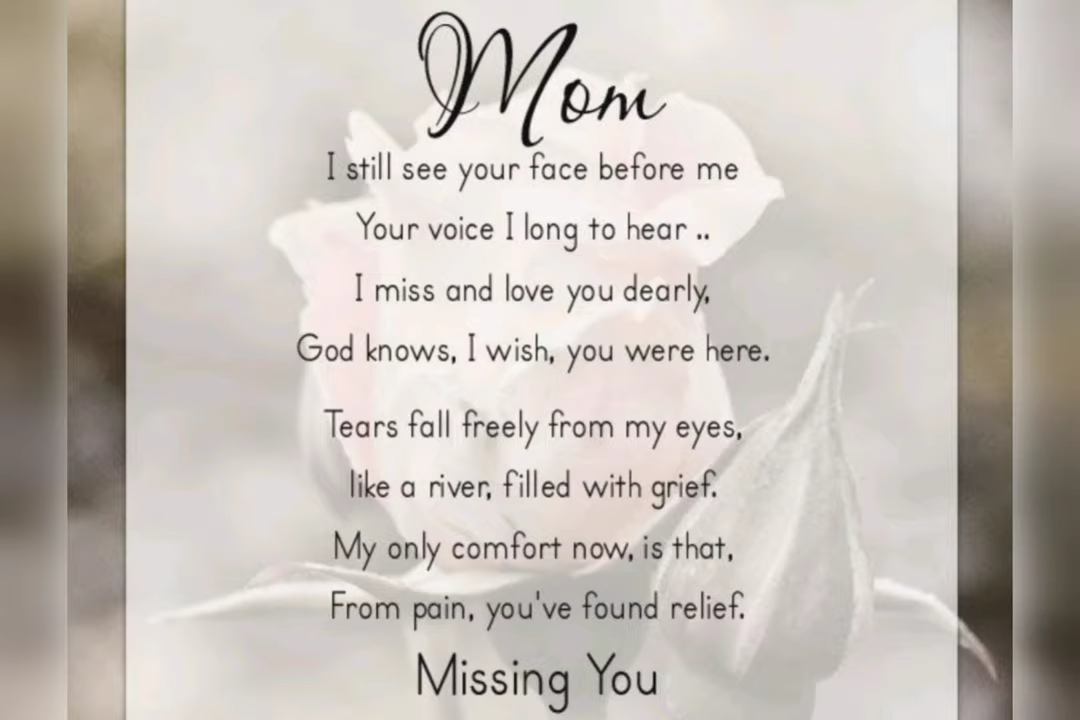 Mom
I still see your face before me
Your voice I long to hear ..
I miss and love you dearly,
God knows, I wish, you were here.
Tears fall freely from my eyes,
like a river, filled with grief.
My only comfort now, is that,
From pain, you've found relief.
Missing You